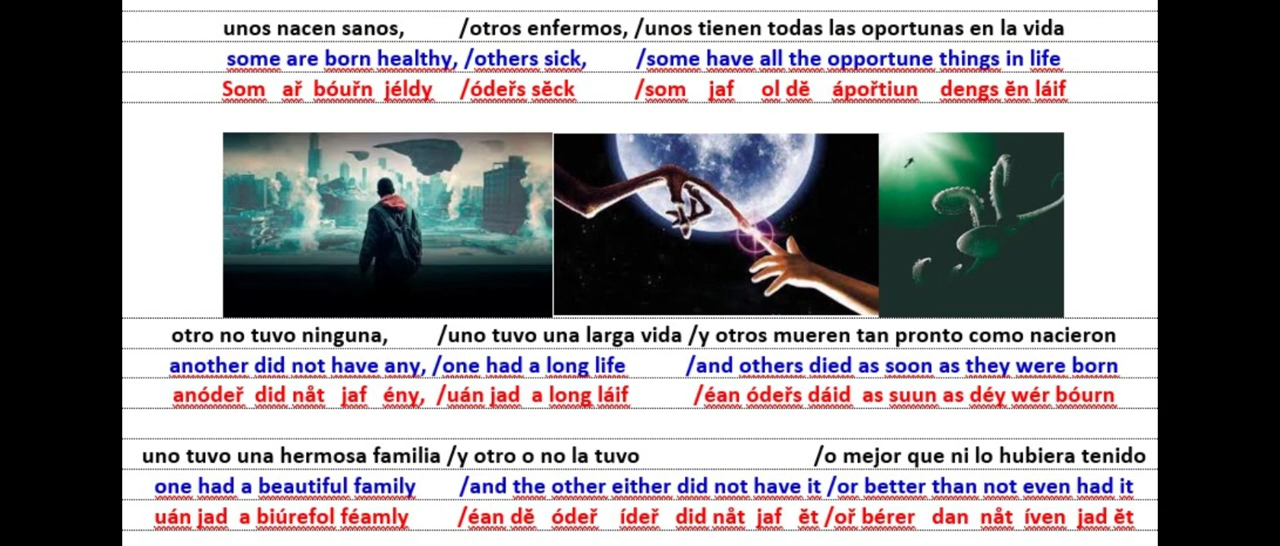 unos nacen sanos, /otros enfermos, /unos tienen todas las oportunas en la vida
some are born healthy, /others sick, /some have all the opportune things in life
Som ař bóuřn jéldy /ódeřs sĕck /som jaf ol dĕ ápořtiun dengs ĕn láif
otro no tuvo ninguna, /uno tuvo una larga vida /y otros mueren tan pronto como nacieron
another did not have any, /one had a long life /and others died as soon as they were born
anódeř did nåt jaf ény, /uán jad a long láif /éan ódeřs dáid as suun as déy wér bóurn
uno tuvo una hermosa familia /y otro o no la tuvo /o mejor que ni lo hubiera tenido
one had a beautiful family /and the other either did not have it /or better than not even had it
uán jad a biúrefol féamly /éan dĕ ódeř ídeř did nåt jaf ĕt /oř bérer dan nåt íven jad ĕt